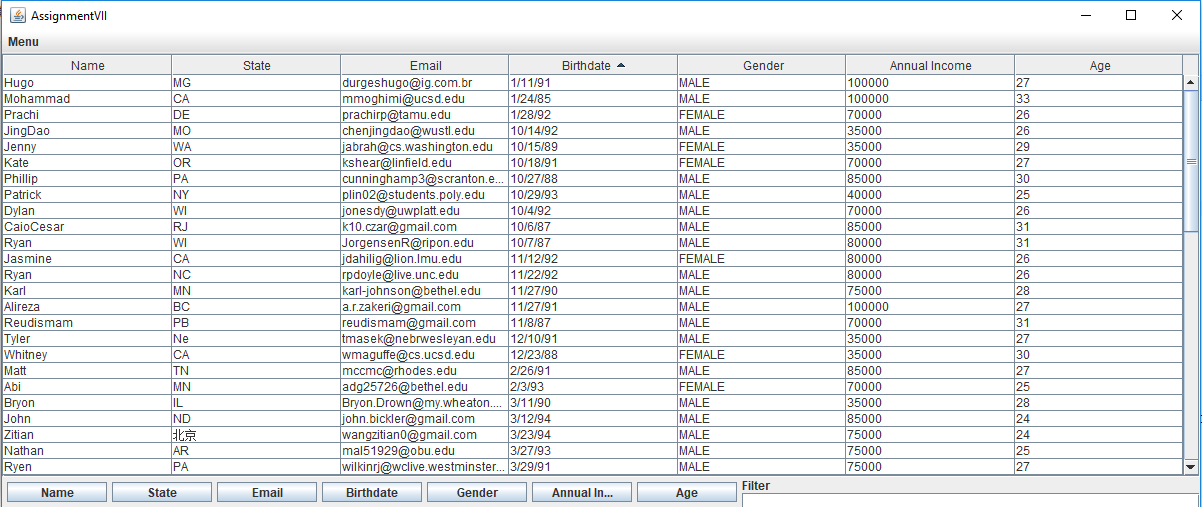 AssignmentVII
Menu
Name State Email Birthdate Gender Annual Income Age
Hugo MG durgeshugo@ig.com.br 1/11/91 MALE 100000 27
Mohammad CA mmoghimi@ucsd.edu 1/24/85 MALE 100000 33
Prachi DE prachirp@tamu.edu 1/28/92 FEMALE 70000 26
JingDao MO chenjingdao@wustl.edu 10/14/92 MALE 35000 26
Jenny WA jabrah@cs.washington.edu 10/15/89 FEMALE 35000 29
Kate OR kshear@linfield.edu 10/18/91 FEMALE 70000 27
Phillip PA cunninghamp3@scranton.e... 10/27/88 MALE 85000 30
Patrick NY plin02@students.poly.edu 10/29/93 MALE 40000 25
Dylan WI jonesdy@uwplatt.edu 10/4/92 MALE 70000 26
CaioCesar RJ k10.czar@gmail.com 10/6/87 MALE 85000 31
Ryan WI JorgensenR@ripon.edu 10/7/87 MALE 80000 31
Jasmine CA jdahilig@lion.lmu.edu 11/12/92 FEMALE 80000 26
Ryan NC rpdoyle@live.unc.edu 11/22/92 MALE 80000 26
Karl MN karl-johnson@bethel.edu 11/27/90 MALE 75000 28
Alireza BC a.r.zakeri@gmail.com 11/27/91 MALE 100000 27
Reudismam PB reudismam@gmail.com 11/8/87 MALE 70000 31
Tyler Ne tmasek@nebrwesleyan.edu 12/10/91 MALE 35000 27
Whitney CA wmaguffe@cs.ucsd.edu 12/23/88 FEMALE 35000 30
Matt TN mccmc@rhodes.edu 2/26/91 MALE 85000 27
Abi MN adg25726@bethel.edu 2/3/93 FEMALE 70000 25
Bryon IL Bryon.Drown@my.wheaton.... 3/11/90 MALE 35000 28
John ND john.bickler@gmail.com 3/12/94 MALE 85000 24
Zitian 北京 wangzitian0@gmail.com 3/23/94 MALE 75000 24
Nathan AR mal51929@obu.edu 3/27/93 MALE 75000 25
Ryen PA wilkinrj@wclive.westminster... 3/29/91 MALE 75000 27
Name State Email Birthdate Gender Annual In... Age Filter